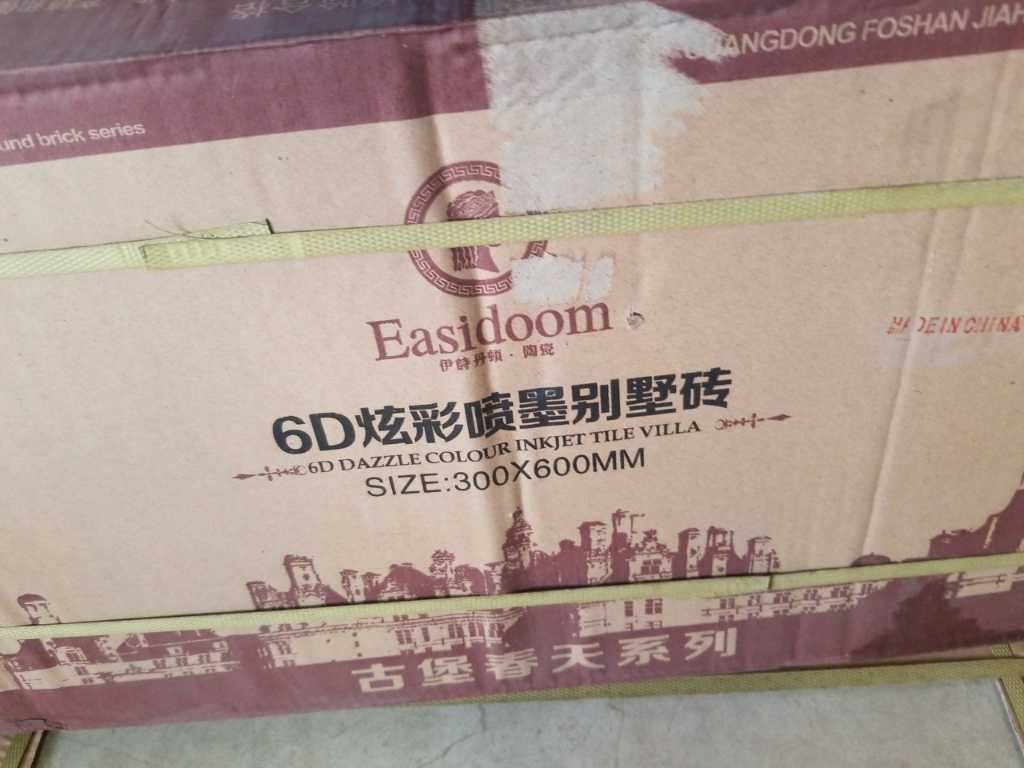 GUANGDONG FOSHAN JIAH
und brick series
Easidoom
伊诗丹顿·陶瓷
MADE IN CHINA
6D炫彩喷墨别墅砖
6D DAZZLE COLOUR INKJET TILE VILLA
SIZE:300X600MM
古堡春天系列